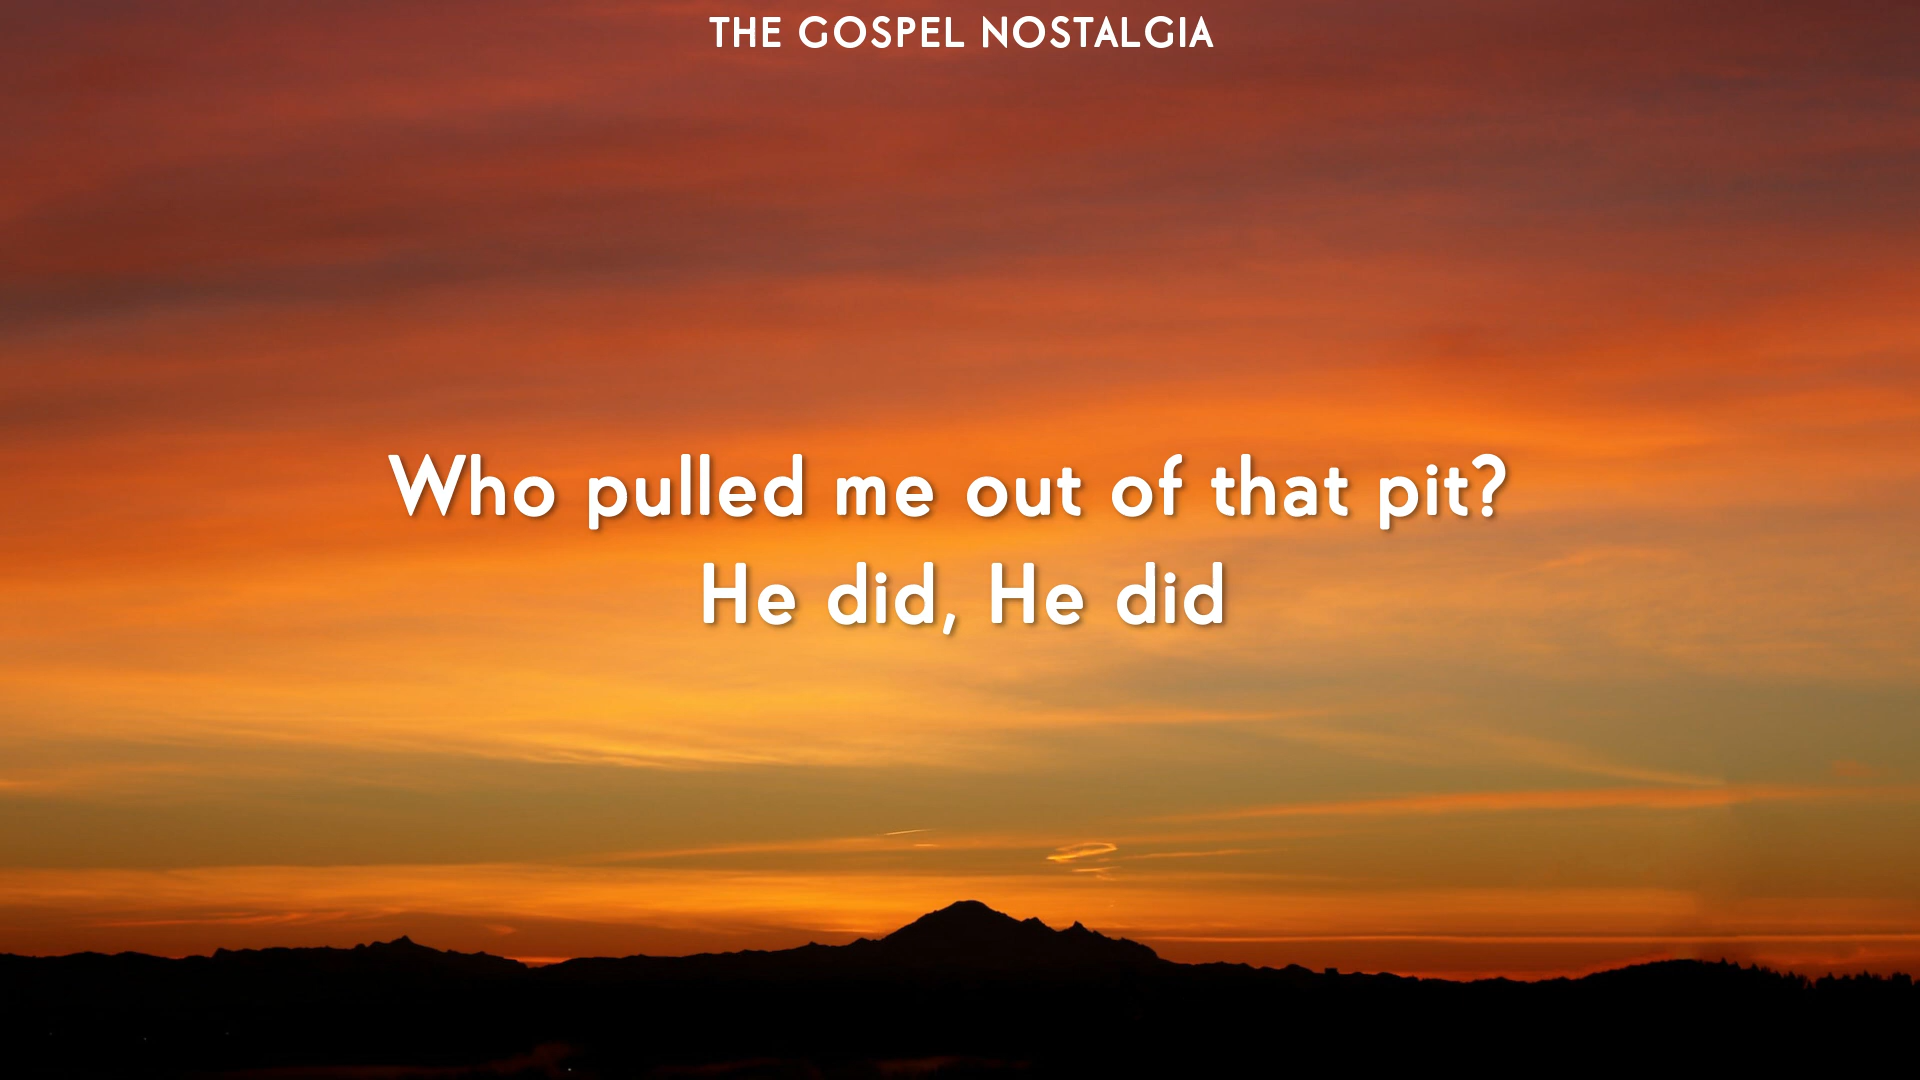 THE GOSPEL NOSTALGIA
Who pulled me out of that pit?
He did, He did